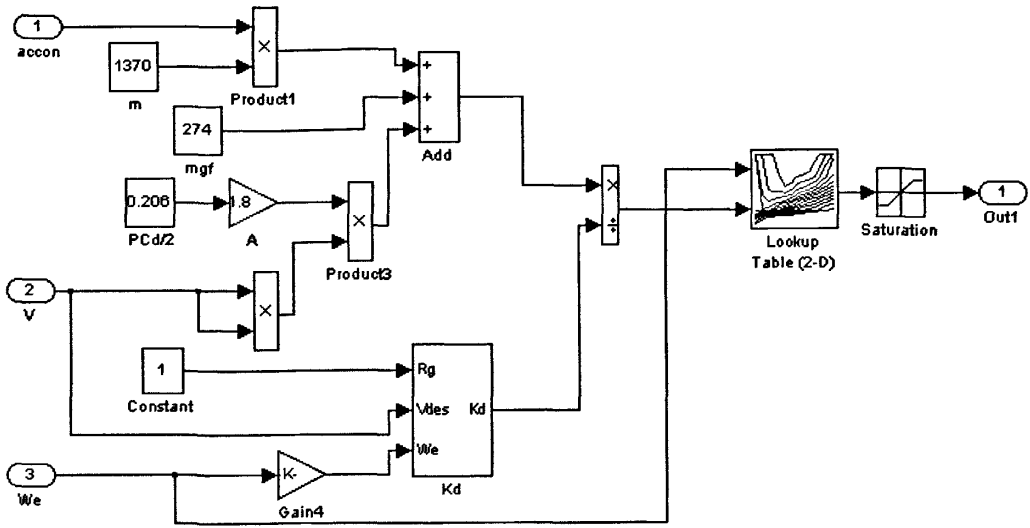 1
accon
1370
m
×
Product1
274
mgf
+
+
+
Add
0.206
PCd/2
1.8
A
×
Product3
2
V
×
1
Constant
Rg
Vdes
We
Kd
Kd
3
We
K-
Gain4
×
÷
Lookup
Table (2-D)
Saturation
1
Out1